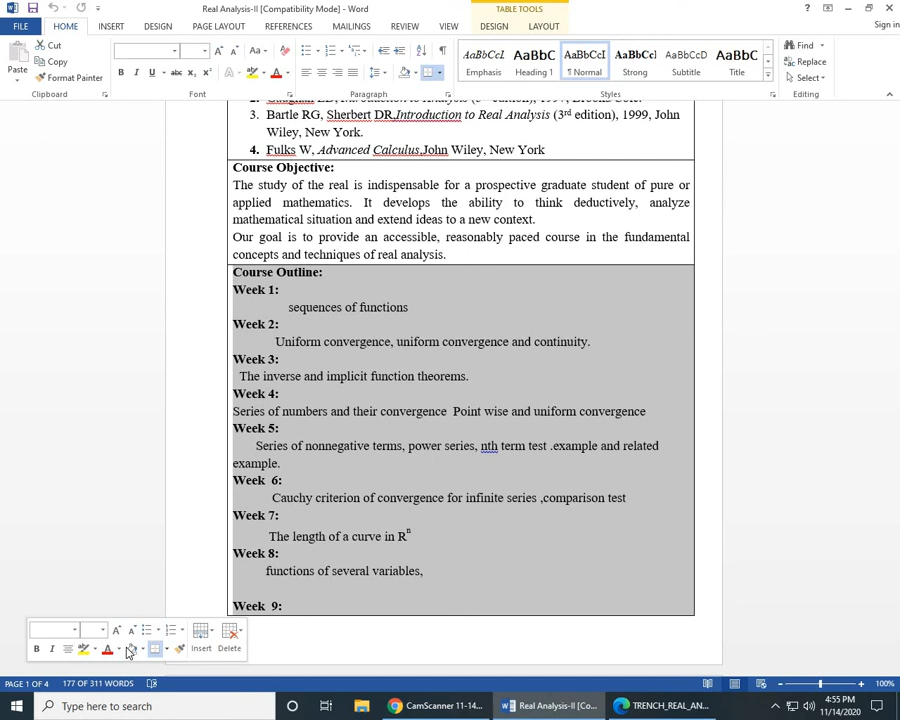 Real Analysis-II [Compatibility Mode] - Word
TABLE TOOLS
FILE HOME INSERT DESIGN PAGE LAYOUT REFERENCES MAILINGS REVIEW VIEW DESIGN LAYOUT
Sign in
Paste
Cut
Copy
Format Painter
Clipboard
Font
Paragraph
AaBbCcI AaBbC AaBbCcI AaBbCcl AaBbCcD AaBbC
Emphasis Heading 1 ¶ Normal Strong Subtitle Title
Styles
Find
Replace
Select
Editing
3. Bartle RG, Sherbert DR,Introduction to Real Analysis (3rd edition), 1999, John
Wiley, New York.
4. Fulks W, Advanced Calculus,John Wiley, New York
Course Objective:
The study of the real is indispensable for a prospective graduate student of pure or
applied mathematics. It develops the ability to think deductively, analyze
mathematical situation and extend ideas to a new context.
Our goal is to provide an accessible, reasonably paced course in the fundamental
concepts and techniques of real analysis.
Course Outline:
Week 1:
sequences of functions
Week 2:
Uniform convergence, uniform convergence and continuity.
Week 3:
The inverse and implicit function theorems.
Week 4:
Series of numbers and their convergence Point wise and uniform convergence
Week 5:
Series of nonnegative terms, power series, nth term test .example and related
example.
Week 6:
Cauchy criterion of convergence for infinite series ,comparison test
Week 7:
The length of a curve in Rⁿ
Week 8:
functions of several variables,
Week 9:
Insert Delete
PAGE 1 OF 4 177 OF 311 WORDS
100%
Type here to search
CamScanner 11-14...
Real Analysis-II [Co...
TRENCH_REAL_AN...
4:55 PM
11/14/2020